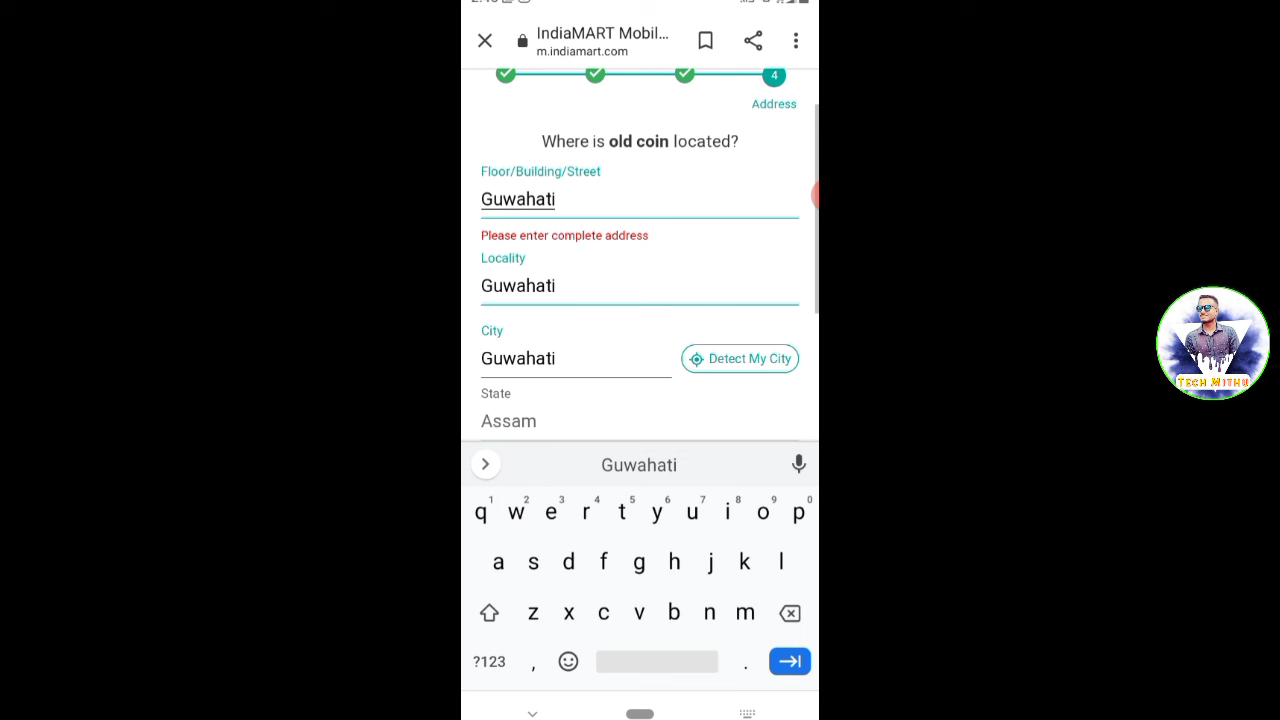 IndiaMART Mobil...
m.indiamart.com
4
Address
Where is old coin located?
Floor/Building/Street
Guwahati
Please enter complete address
Locality
Guwahati
City
Guwahati
Detect My City
State
Assam
Guwahati
1 2 3 4 5 6 7 8 9 0
q w e r t y u i o p
a s d f g h j k l
z x c v b n m
?123 , .
TECH MITHU